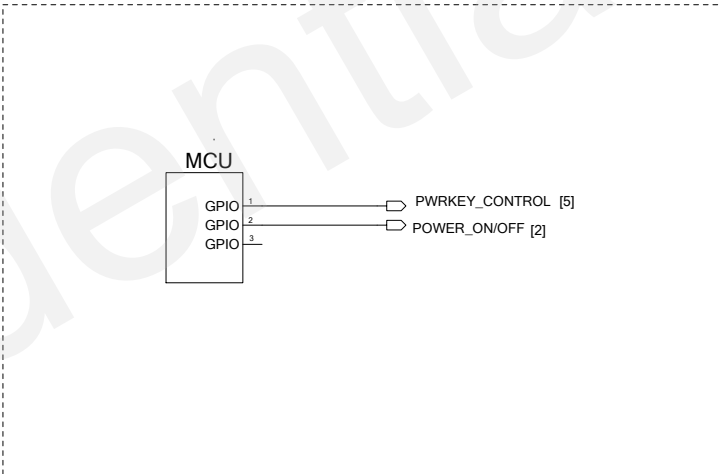 MCU
GPIO 1 PWRKEY_CONTROL [5]
GPIO 2 POWER_ON/OFF [2]
GPIO 3